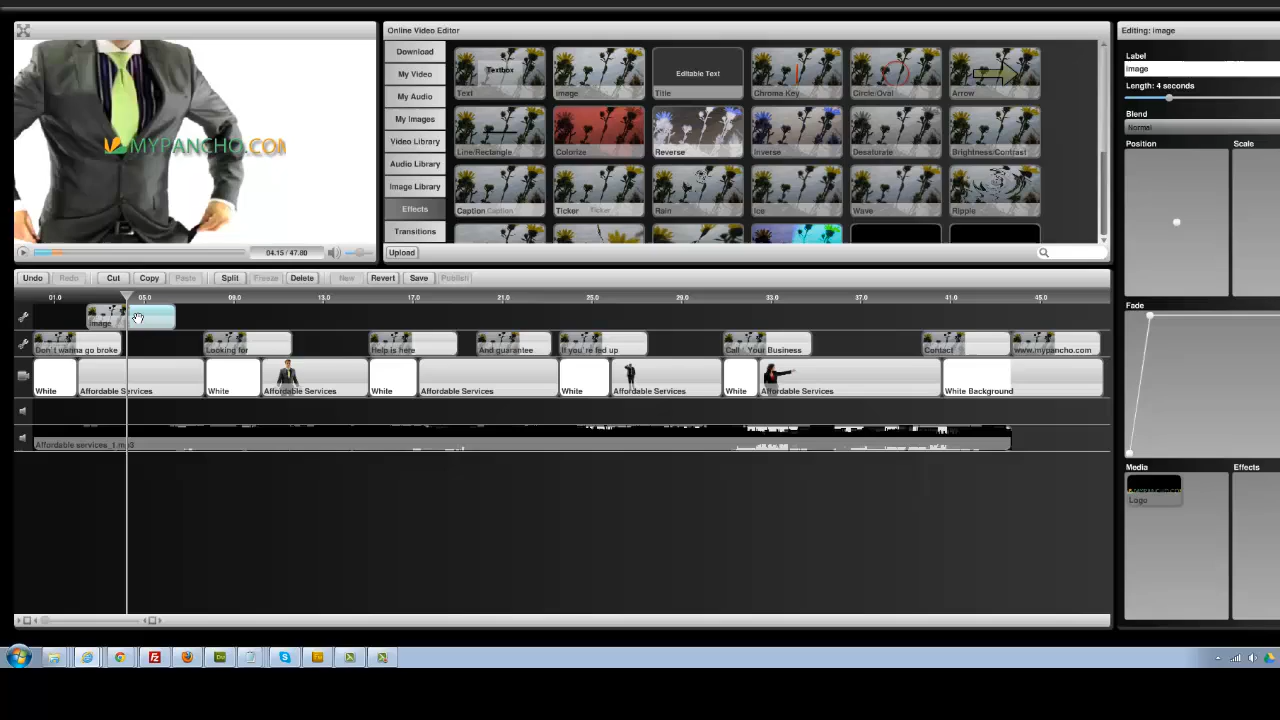 Online Video Editor
Editing: image
Download
My Video
My Audio
My Images
Video Library
Audio Library
Image Library
Effects
Transitions
Textbox
Text
image
Editable Text
Title
Chroma Key
Circle/Oval
Arrow
Line/Rectangle
Colorize
Reverse
Inverse
Desaturate
Brightness/Contrast
Caption Caption
Ticker Ticker
Rain
Ice
Wave
Ripple
Upload
MYPANCHO.COM
04.15 / 47.80
Label
image
Length: 4 seconds
Blend
Normal
Position Scale
Fade
Media Effects
Logo
Undo Redo Cut Copy Paste Split Freeze Delete New Revert Save Publish
01.0 05.0 09.0 13.0 17.0 21.0 25.0 29.0 33.0 37.0 41.0 45.0
image
Don't wanna go broke Looking for Help is here And guarantee If you're fed up Call Your Business Contact www.mypancho.com
White Affordable Services White Affordable Services White Affordable Services White Affordable Services White Affordable Services White Background
Affordable services_1.mp3